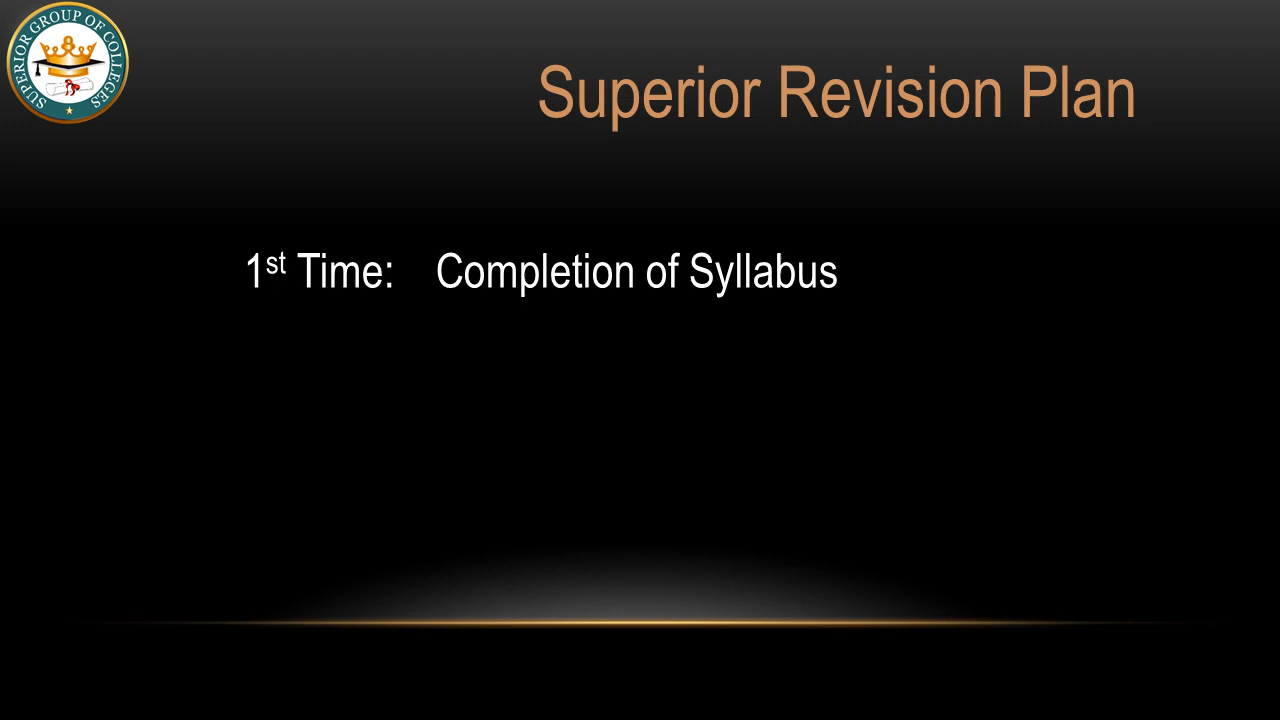 SUPERIOR GROUP OF COLLEGES
Superior Revision Plan
1st Time: Completion of Syllabus